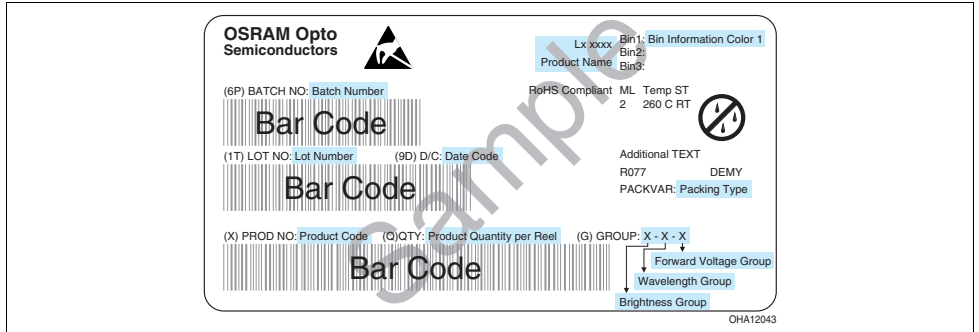 OSRAM Opto
Semiconductors
Lx xxxx
Product Name
Bin1: Bin Information Color 1
Bin2:
Bin3:
(6P) BATCH NO: Batch Number
Bar Code
RoHS Compliant
ML Temp ST
2 260 C RT
(1T) LOT NO: Lot Number (9D) D/C: Date Code
Bar Code
Additional TEXT
R077 DEMY
PACKVAR: Packing Type
(X) PROD NO: Product Code (Q)QTY: Product Quantity per Reel (G) GROUP: X - X - X
Bar Code
Forward Voltage Group
Wavelength Group
Brightness Group
Sample
OHA12043